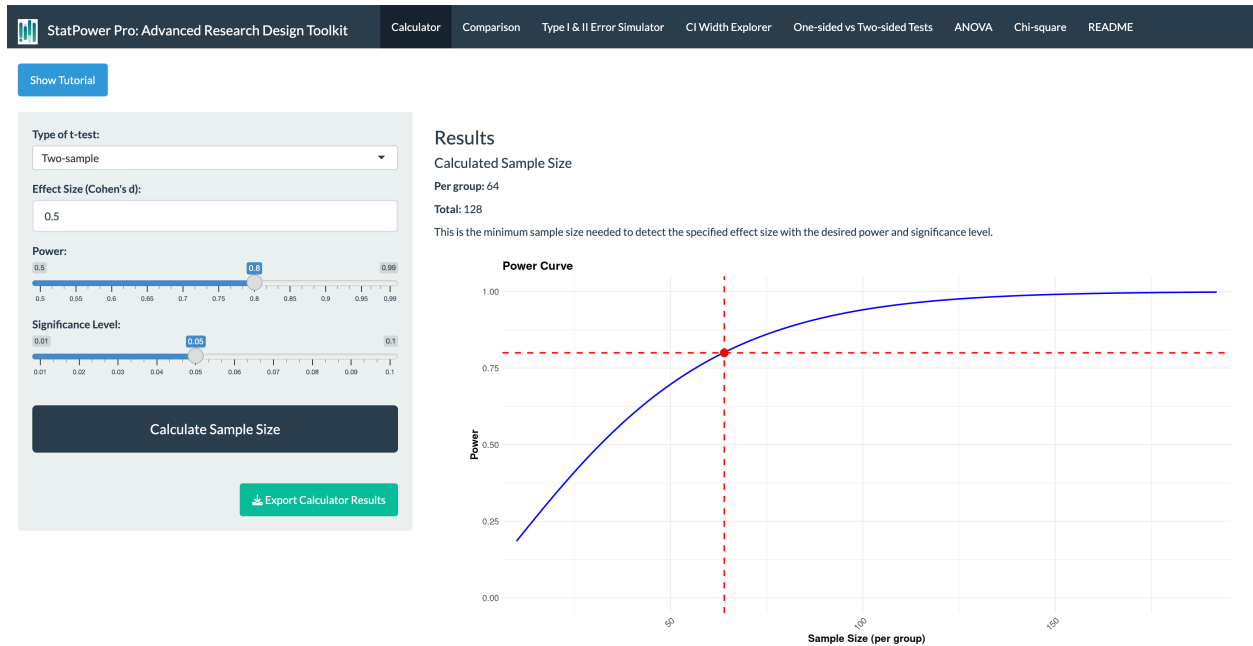 StatPower Pro: Advanced Research Design Toolkit
Calculator Comparison Type I & II Error Simulator CI Width Explorer One-sided vs Two-sided Tests ANOVA Chi-square README
Show Tutorial
Type of t-test:
Two-sample
Effect Size (Cohen's d):
0.5
Power:
0.5 0.8 0.99
0.5 0.55 0.6 0.65 0.7 0.75 0.8 0.85 0.9 0.95 0.99
Significance Level:
0.01 0.05 0.1
0.01 0.02 0.03 0.04 0.05 0.06 0.07 0.08 0.09 0.1
Calculate Sample Size
Export Calculator Results
Results
Calculated Sample Size
Per group: 64
Total: 128
This is the minimum sample size needed to detect the specified effect size with the desired power and significance level.
Power Curve
1.00
0.75
0.50
0.25
0.00
Power
50 100 150
Sample Size (per group)